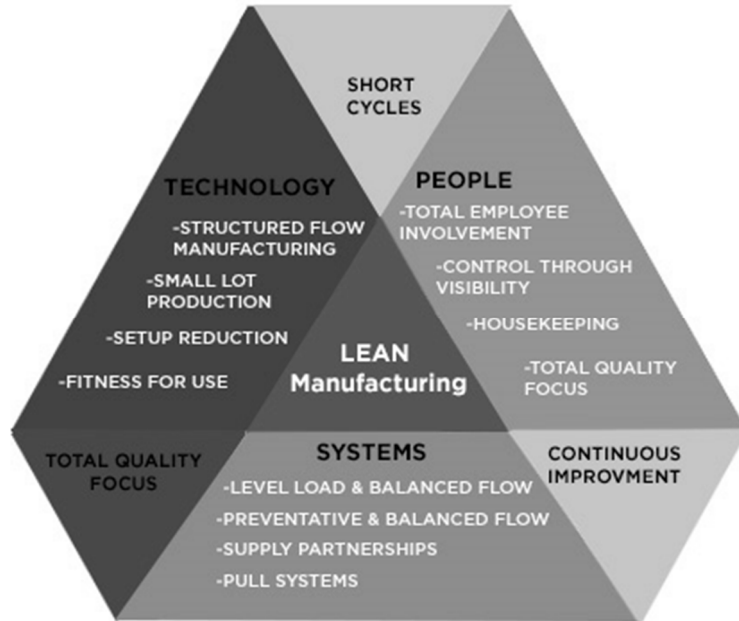 SHORT
CYCLES
TECHNOLOGY
-STRUCTURED FLOW
MANUFACTURING
-SMALL LOT
PRODUCTION
-SETUP REDUCTION
-FITNESS FOR USE
PEOPLE
-TOTAL EMPLOYEE
INVOLVEMENT
-CONTROL THROUGH
VISIBILITY
-HOUSEKEEPING
-TOTAL QUALITY
FOCUS
LEAN
Manufacturing
TOTAL QUALITY
FOCUS
SYSTEMS
-LEVEL LOAD & BALANCED FLOW
-PREVENTATIVE & BALANCED FLOW
-SUPPLY PARTNERSHIPS
-PULL SYSTEMS
CONTINUOUS
IMPROVMENT